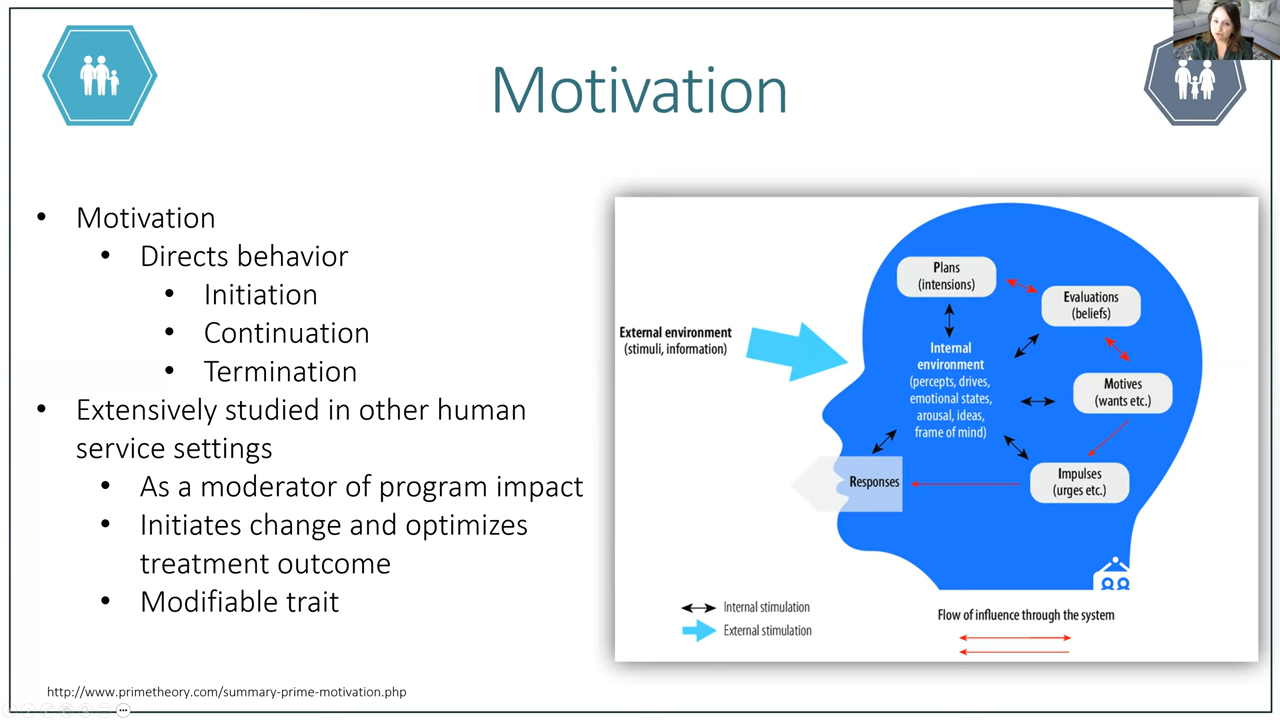 Motivation
• Motivation
• Directs behavior
• Initiation
• Continuation
• Termination
• Extensively studied in other human
service settings
• As a moderator of program impact
• Initiates change and optimizes
treatment outcome
• Modifiable trait
http://www.primetheory.com/summary-prime-motivation.php
External environment
(stimuli, information)
Plans
(intensions)
Evaluations
(beliefs)
Internal
environment
(percepts, drives,
emotional states,
arousal, ideas,
frame of mind)
Motives
(wants etc.)
Impulses
(urges etc.)
Responses
Internal stimulation
External stimulation
Flow of influence through the system